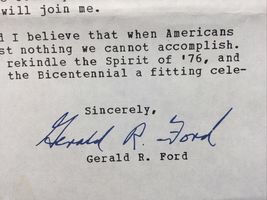 will join me.
I believe that when Americans
nothing we cannot accomplish.
rekindle the Spirit of '76, and
the Bicentennial a fitting cele-
Sincerely,
Gerald R. Ford
Gerald R. Ford